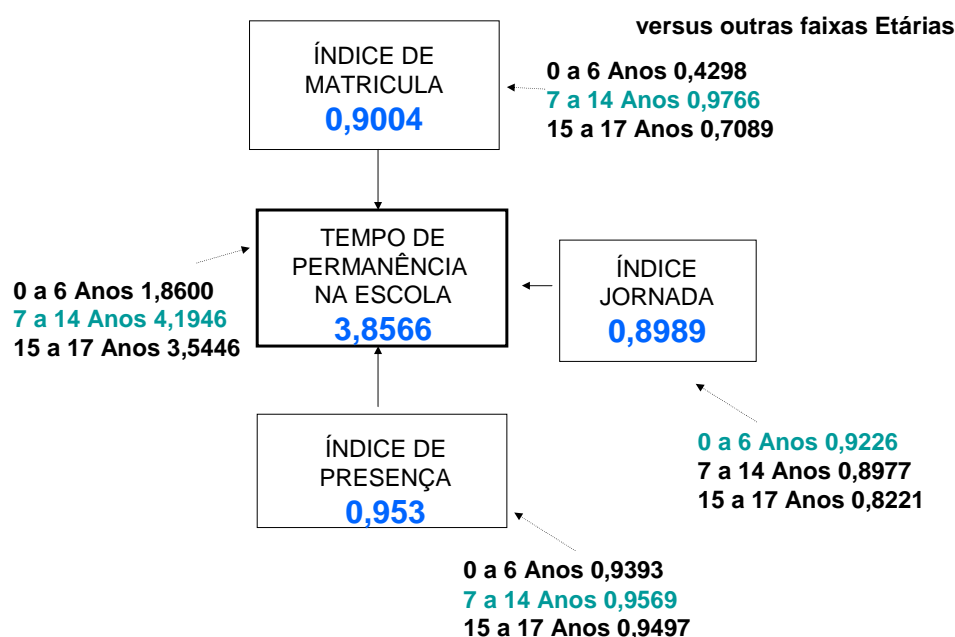 versus outras faixas Etárias
ÍNDICE DE
MATRICULA
0,9004
0 a 6 Anos 0,4298
7 a 14 Anos 0,9766
15 a 17 Anos 0,7089
TEMPO DE
PERMANÊNCIA
NA ESCOLA
3,8566
0 a 6 Anos 1,8600
7 a 14 Anos 4,1946
15 a 17 Anos 3,5446
ÍNDICE
JORNADA
0,8989
0 a 6 Anos 0,9226
7 a 14 Anos 0,8977
15 a 17 Anos 0,8221
ÍNDICE DE
PRESENÇA
0,953
0 a 6 Anos 0,9393
7 a 14 Anos 0,9569
15 a 17 Anos 0,9497